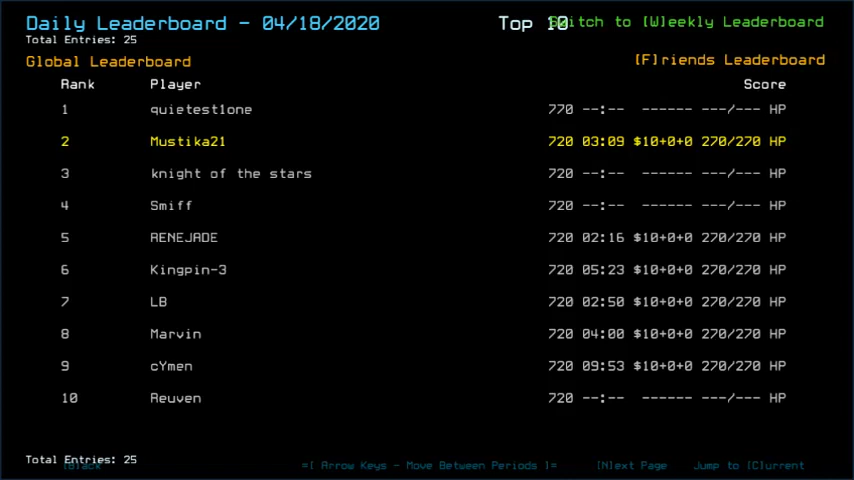 Daily Leaderboard - 04/18/2020 Top 10 Switch to [W]eekly Leaderboard
Total Entries: 25
Global Leaderboard [F]riends Leaderboard
Rank Player Score
1 quietest1one 770 --:-- ------ ---/--- HP
2 Mustika21 720 03:09 $10+0+0 270/270 HP
3 knight of the stars 720 --:-- ------ ---/--- HP
4 Smiff 720 --:-- ------ ---/--- HP
5 RENEJADE 720 02:16 $10+0+0 270/270 HP
6 Kingpin-3 720 05:23 $10+0+0 270/270 HP
7 LB 720 02:50 $10+0+0 270/270 HP
8 Marvin 720 04:00 $10+0+0 270/270 HP
9 cYmen 720 09:53 $10+0+0 270/270 HP
10 Reuven 720 --:-- ------ ---/--- HP
Total Entries: 25
[B]ack =[ Arrow Keys - Move Between Periods ]= [N]ext Page Jump to [C]urrent